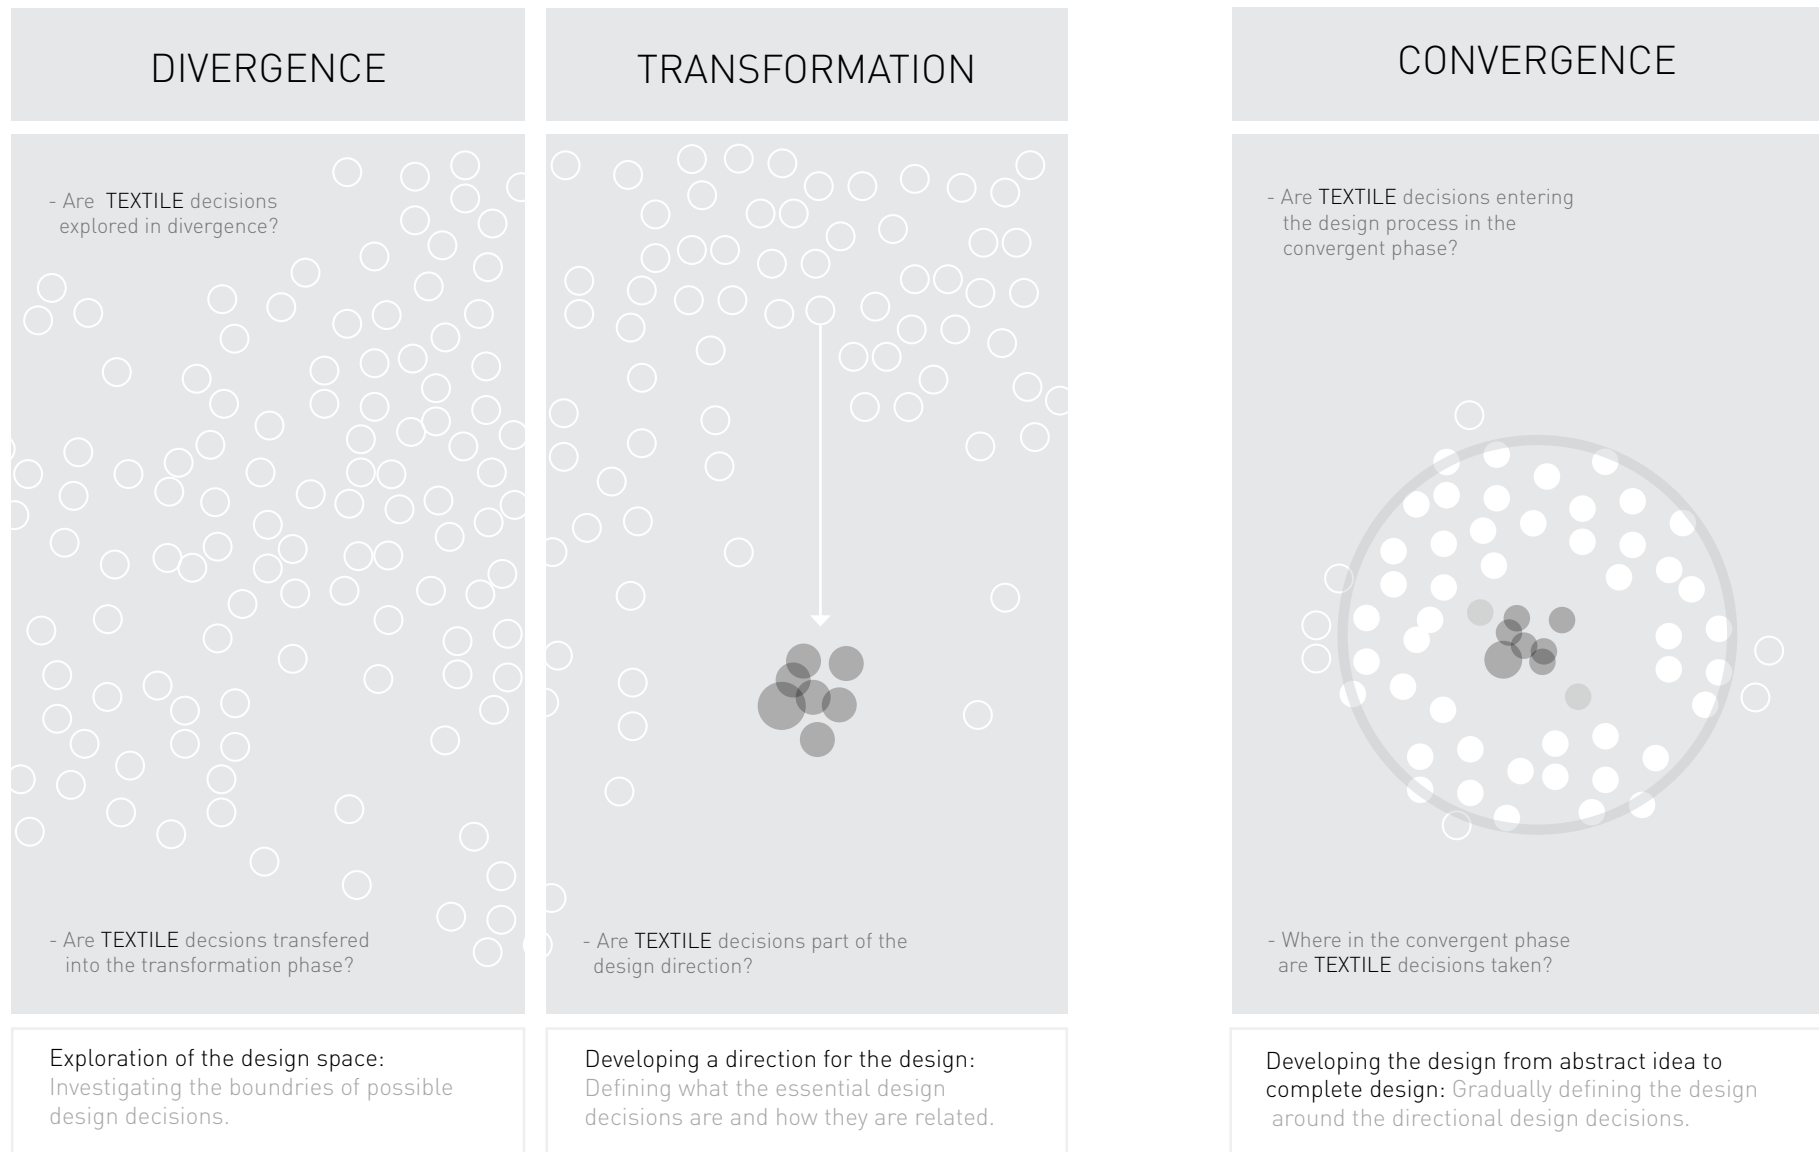 DIVERGENCE
- Are TEXTILE decisions
explored in divergence?
- Are TEXTILE decsions transfered
into the transformation phase?
Exploration of the design space:
Investigating the boundries of possible
design decisions.
TRANSFORMATION
- Are TEXTILE decisions part of the
design direction?
Developing a direction for the design:
Defining what the essential design
decisions are and how they are related.
CONVERGENCE
- Are TEXTILE decisions entering
the design process in the
convergent phase?
- Where in the convergent phase
are TEXTILE decisions taken?
Developing the design from abstract idea to
complete design: Gradually defining the design
around the directional design decisions.